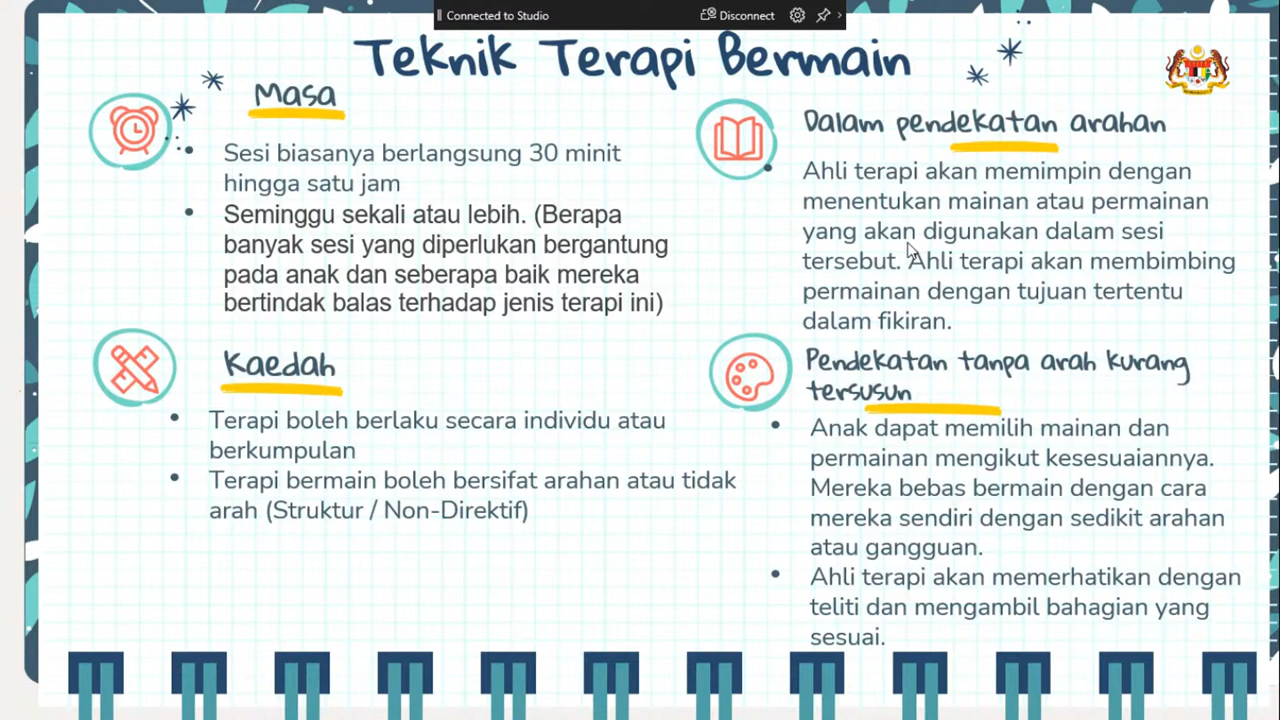 Connected to Studio
Disconnect
Teknik Terapi Bermain
Masa
• Sesi biasanya berlangsung 30 minit
hingga satu jam
• Seminggu sekali atau lebih. (Berapa
banyak sesi yang diperlukan bergantung
pada anak dan seberapa baik mereka
bertindak balas terhadap jenis terapi ini)
Kaedah
• Terapi boleh berlaku secara individu atau
berkumpulan
• Terapi bermain boleh bersifat arahan atau tidak
arah (Struktur / Non-Direktif)
Dalam pendekatan arahan
• Ahli terapi akan memimpin dengan
menentukan mainan atau permainan
yang akan digunakan dalam sesi
tersebut. Ahli terapi akan membimbing
permainan dengan tujuan tertentu
dalam fikiran.
Pendekatan tanpa arah kurang
tersusun
• Anak dapat memilih mainan dan
permainan mengikut kesesuaiannya.
Mereka bebas bermain dengan cara
mereka sendiri dengan sedikit arahan
atau gangguan.
• Ahli terapi akan memerhatikan dengan
teliti dan mengambil bahagian yang
sesuai.